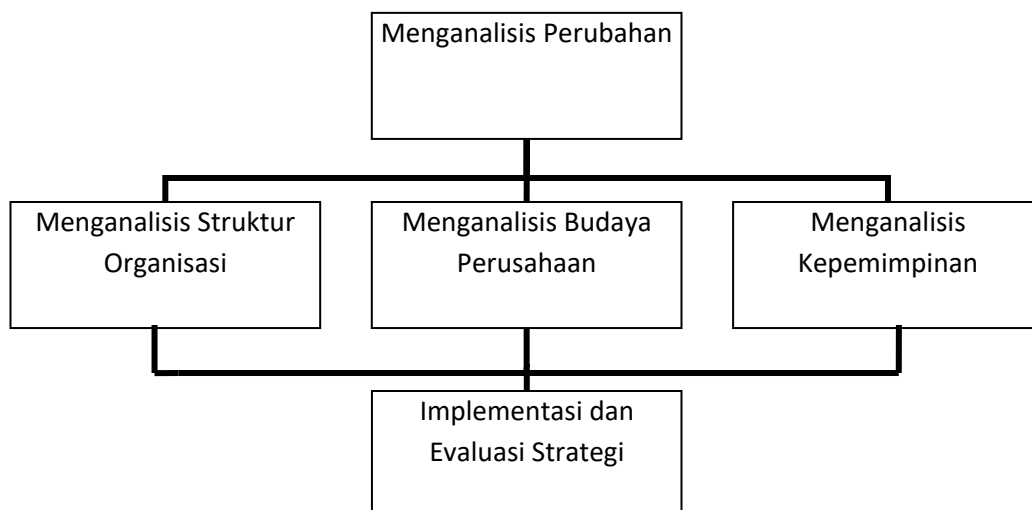 Menganalisis Perubahan
Menganalisis Struktur
Organisasi
Menganalisis Budaya
Perusahaan
Menganalisis
Kepemimpinan
Implementasi dan
Evaluasi Strategi